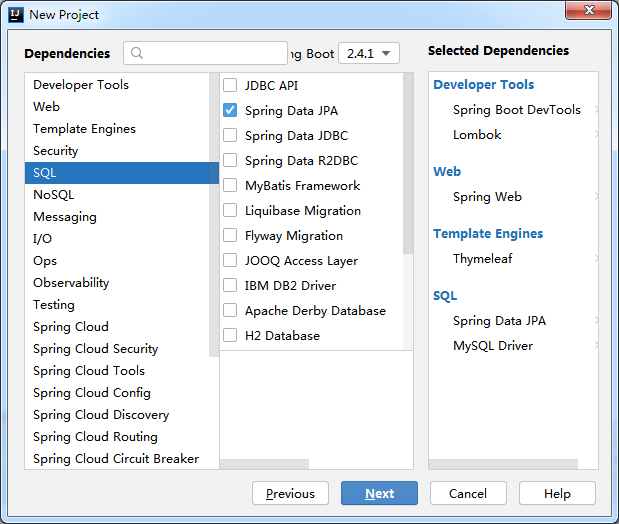 IJ New Project
Dependencies
ng Boot 2.4.1
Selected Dependencies
Developer Tools
Web
Template Engines
Security
SQL
NoSQL
Messaging
I/O
Ops
Observability
Testing
Spring Cloud
Spring Cloud Security
Spring Cloud Tools
Spring Cloud Config
Spring Cloud Discovery
Spring Cloud Routing
Spring Cloud Circuit Breaker
JDBC API
Spring Data JPA
Spring Data JDBC
Spring Data R2DBC
MyBatis Framework
Liquibase Migration
Flyway Migration
JOOQ Access Layer
IBM DB2 Driver
Apache Derby Database
H2 Database
Developer Tools
Spring Boot DevTools
Lombok
Web
Spring Web
Template Engines
Thymeleaf
SQL
Spring Data JPA
MySQL Driver
Previous
Next
Cancel
Help